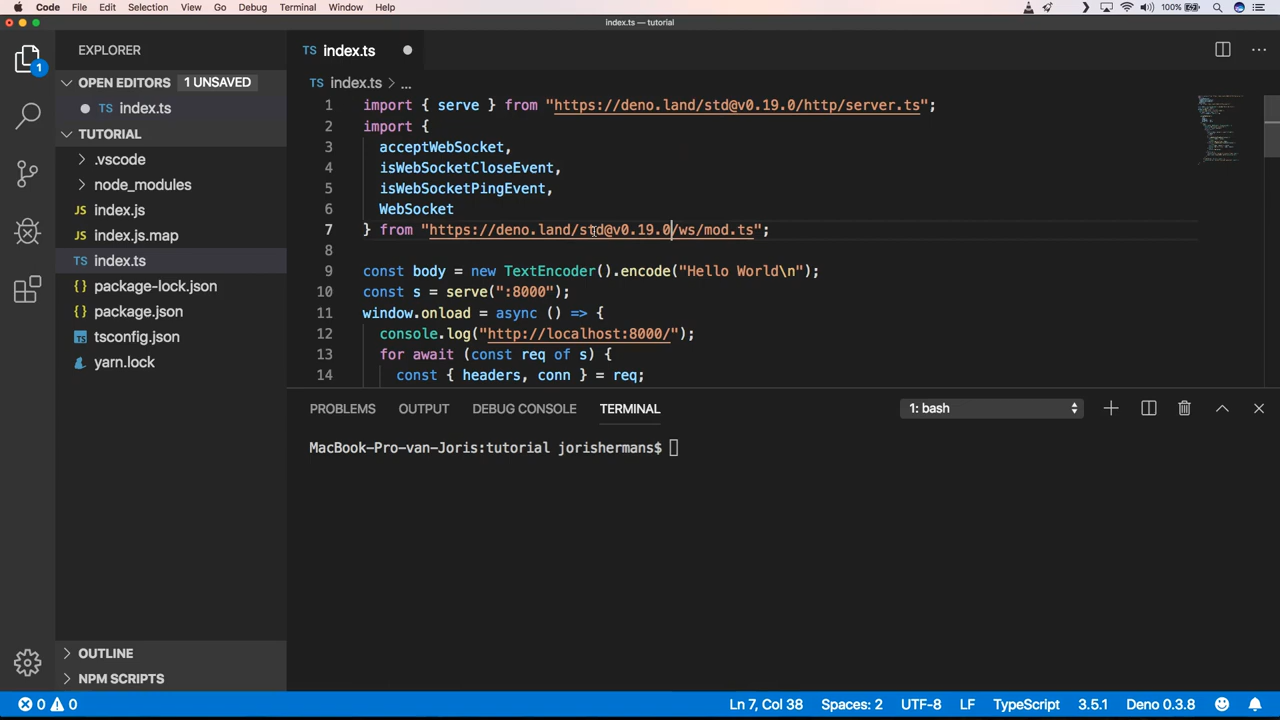 Code File Edit Selection View Go Debug Terminal Window Help 100%
index.ts — tutorial
EXPLORER
OPEN EDITORS 1 UNSAVED
TS index.ts
TUTORIAL
.vscode
node_modules
index.js
index.js.map
index.ts
package-lock.json
package.json
tsconfig.json
yarn.lock
OUTLINE
NPM SCRIPTS
1
TS index.ts
TS index.ts > ...
1 import { serve } from "https://deno.land/std@v0.19.0/http/server.ts";
2 import {
3 acceptWebSocket,
4 isWebSocketCloseEvent,
5 isWebSocketPingEvent,
6 WebSocket
7 } from "https://deno.land/std@v0.19.0/ws/mod.ts";
8
9 const body = new TextEncoder().encode("Hello World\n");
10 const s = serve(":8000");
11 window.onload = async () => {
12 console.log("http://localhost:8000/");
13 for await (const req of s) {
14 const { headers, conn } = req;
PROBLEMS OUTPUT DEBUG CONSOLE TERMINAL 1: bash
MacBook-Pro-van-Joris:tutorial jorishermans$
0 0 Ln 7, Col 38 Spaces: 2 UTF-8 LF TypeScript 3.5.1 Deno 0.3.8